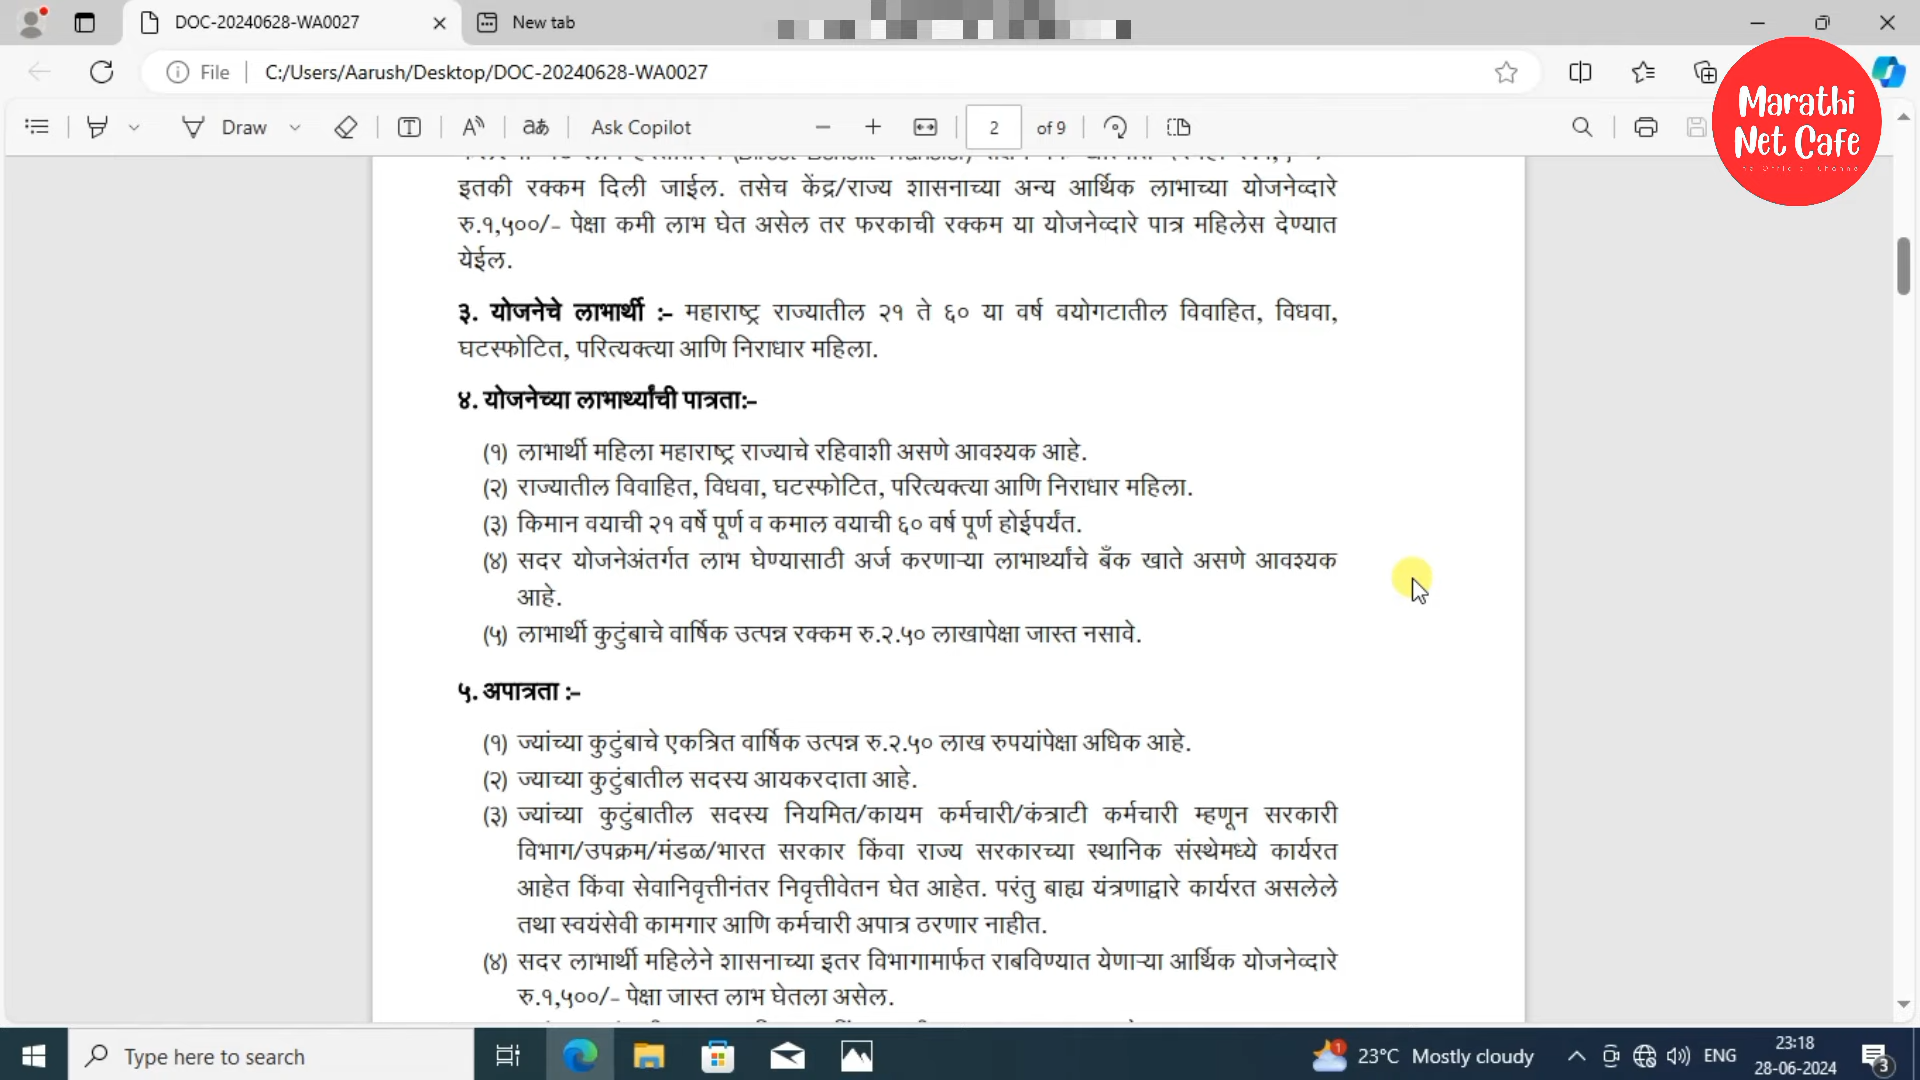 DOC-20240628-WA0027
New tab
File
C:/Users/Aarush/Desktop/DOC-20240628-WA0027
Draw
Ask Copilot
2 of 9
Marathi
Net Cafe
(Direct Benefit Transfer)
इतकी रक्कम दिली जाईल. तसेच केंद्र/राज्य शासनाच्या अन्य आर्थिक लाभाच्या योजनेव्दारे
रु.१,५००/- पेक्षा कमी लाभ घेत असेल तर फरकाची रक्कम या योजनेव्दारे पात्र महिलेस देण्यात
येईल.
३. योजनेचे लाभार्थी :- महाराष्ट्र राज्यातील २१ ते ६० या वर्ष वयोगटातील विवाहित, विधवा,
घटस्फोटित, परित्यक्त्या आणि निराधार महिला.
४. योजनेच्या लाभार्थ्यांची पात्रता:-
(१) लाभार्थी महिला महाराष्ट्र राज्याचे रहिवाशी असणे आवश्यक आहे.
(२) राज्यातील विवाहित, विधवा, घटस्फोटित, परित्यक्त्या आणि निराधार महिला.
(३) किमान वयाची २१ वर्षे पूर्ण व कमाल वयाची ६० वर्ष पूर्ण होईपर्यंत.
(४) सदर योजनेअंतर्गत लाभ घेण्यासाठी अर्ज करणाऱ्या लाभार्थ्यांचे बँक खाते असणे आवश्यक
आहे.
(५) लाभार्थी कुटुंबाचे वार्षिक उत्पन्न रक्कम रु.२.५० लाखापेक्षा जास्त नसावे.
५. अपात्रता :-
(१) ज्यांच्या कुटुंबाचे एकत्रित वार्षिक उत्पन्न रु.२.५० लाख रुपयांपेक्षा अधिक आहे.
(२) ज्याच्या कुटुंबातील सदस्य आयकरदाता आहे.
(३) ज्यांच्या कुटुंबातील सदस्य नियमित/कायम कर्मचारी/कंत्राटी कर्मचारी म्हणून सरकारी
विभाग/उपक्रम/मंडळ/भारत सरकार किंवा राज्य सरकारच्या स्थानिक संस्थेमध्ये कार्यरत
आहेत किंवा सेवानिवृत्तीनंतर निवृत्तीवेतन घेत आहेत. परंतु बाह्य यंत्रणाद्वारे कार्यरत असलेले
तथा स्वयंसेवी कामगार आणि कर्मचारी अपात्र ठरणार नाहीत.
(४) सदर लाभार्थी महिलेने शासनाच्या इतर विभागामार्फत राबविण्यात येणाऱ्या आर्थिक योजनेव्दारे
रु.१,५००/- पेक्षा जास्त लाभ घेतला असेल.
Type here to search
1
23°C Mostly cloudy
ENG
23:18
28-06-2024
3